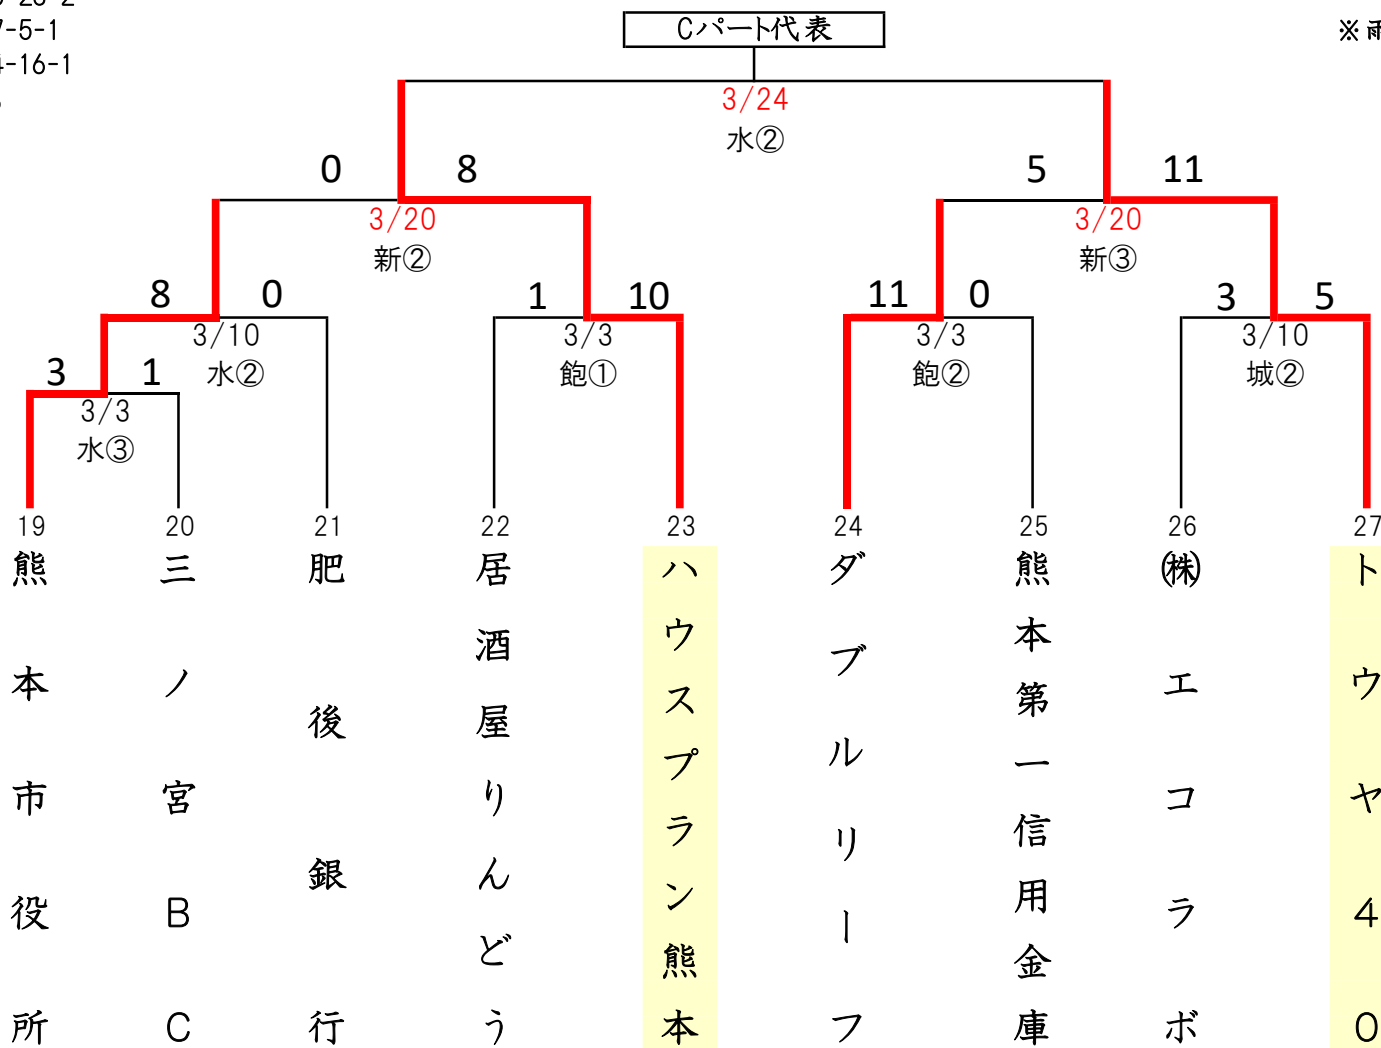 7-5-1
-16-1
Cパート代表
※雨
3/24
水②
0 8
5 11
3/20
新②
3/20
新③
8 0
1 10
11 0
3 5
3/10
水②
3/3
飽①
3/3
飽②
3/10
城②
3 1
3/3
水③
19 20 21 22 23 24 25 26 27
熊本市役所
三ノ宮BC
肥後銀行
居酒屋りんどう
ハウスプラン熊本
ダブルリーフ
熊本第一信用金庫
㈱エコラボ
トウヤ40